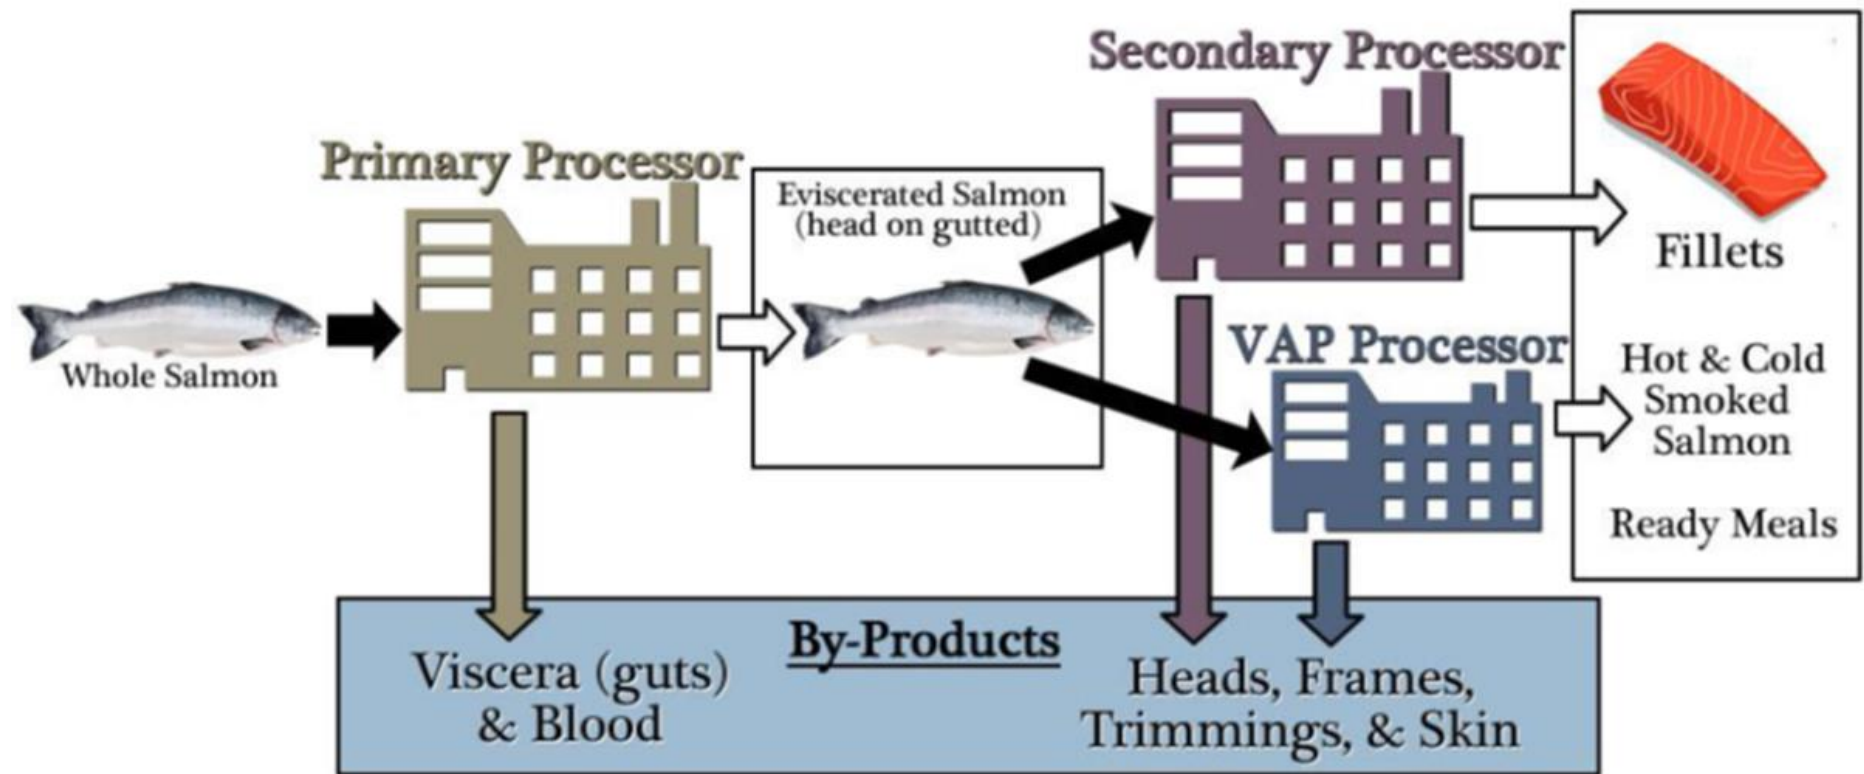 Secondary Processor
Primary Processor
Eviscerated Salmon
(head on gutted)
Fillets
Whole Salmon
VAP Processor
Hot & Cold
Smoked
Salmon
Ready Meals
By-Products
Viscera (guts)
& Blood
Heads, Frames,
Trimmings, & Skin